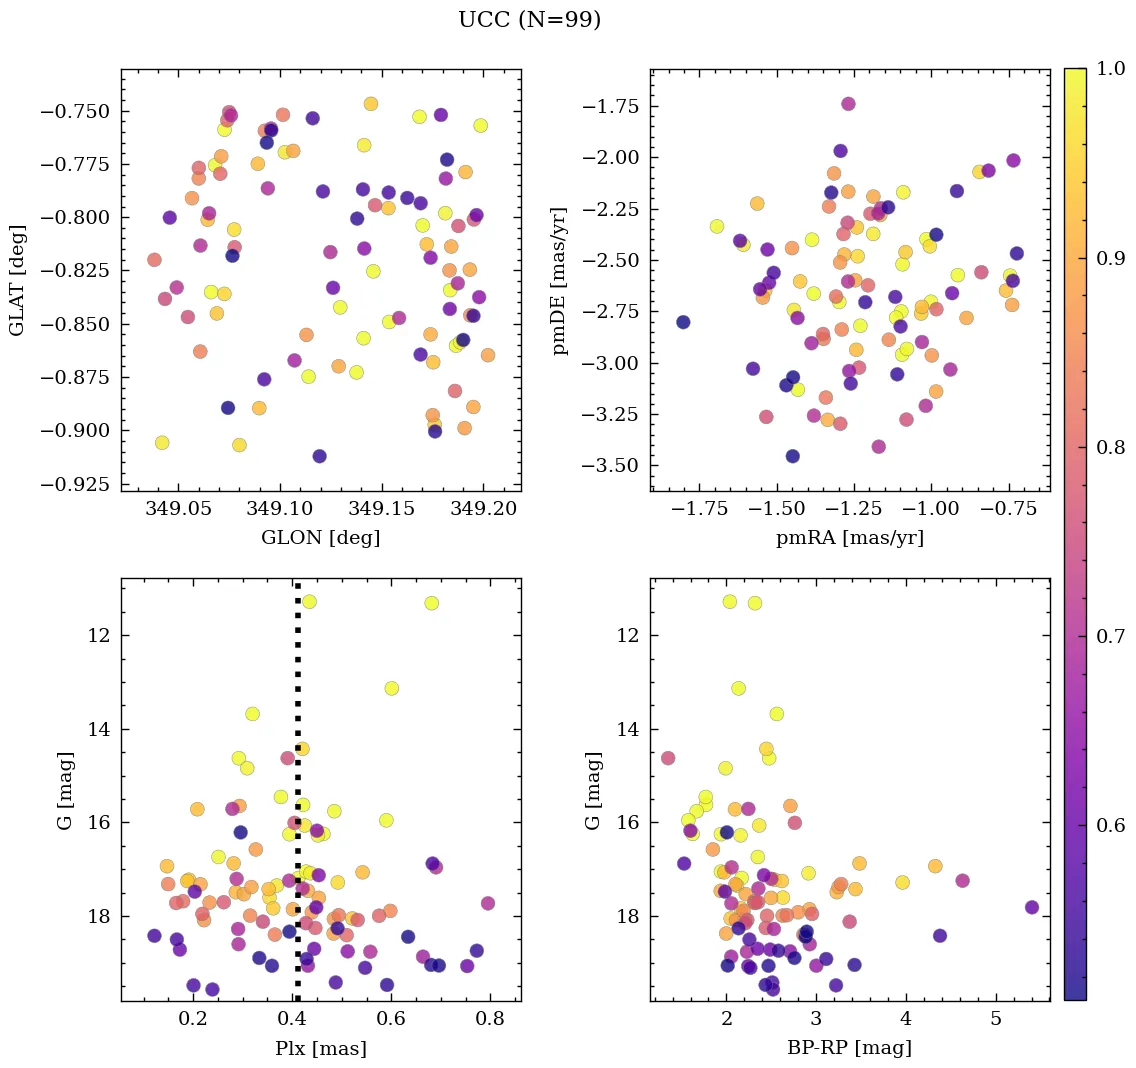 UCC (N=99)
−0.750
−0.775
−0.800
−0.825
−0.850
−0.875
−0.900
−0.925
GLAT [deg]
349.05 349.10 349.15 349.20
GLON [deg]
−1.75
−2.00
−2.25
−2.50
−2.75
−3.00
−3.25
−3.50
pmDE [mas/yr]
−1.75 −1.50 −1.25 −1.00 −0.75
pmRA [mas/yr]
1.0
0.9
0.8
0.7
0.6
12
14
16
18
G [mag]
0.2 0.4 0.6 0.8
Plx [mas]
12
14
16
18
G [mag]
2 3 4 5
BP-RP [mag]